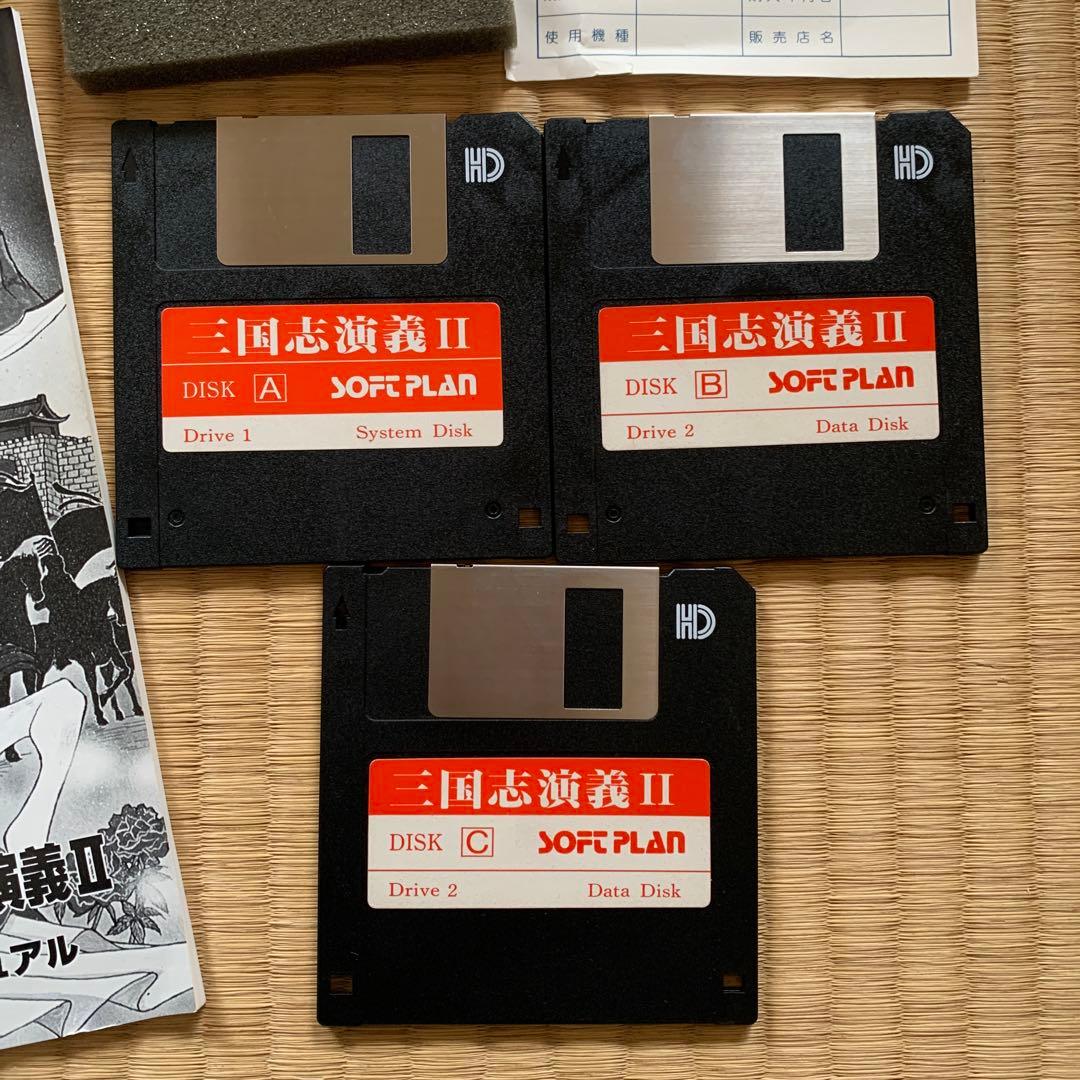 使用機種 販売店名
HD
三国志演義II
DISK A SOFT PLAN
Drive 1 System Disk
HD
三国志演義II
DISK B SOFT PLAN
Drive 2 Data Disk
HD
三国志演義II
DISK C SOFT PLAN
Drive 2 Data Disk
演義II
ュアル